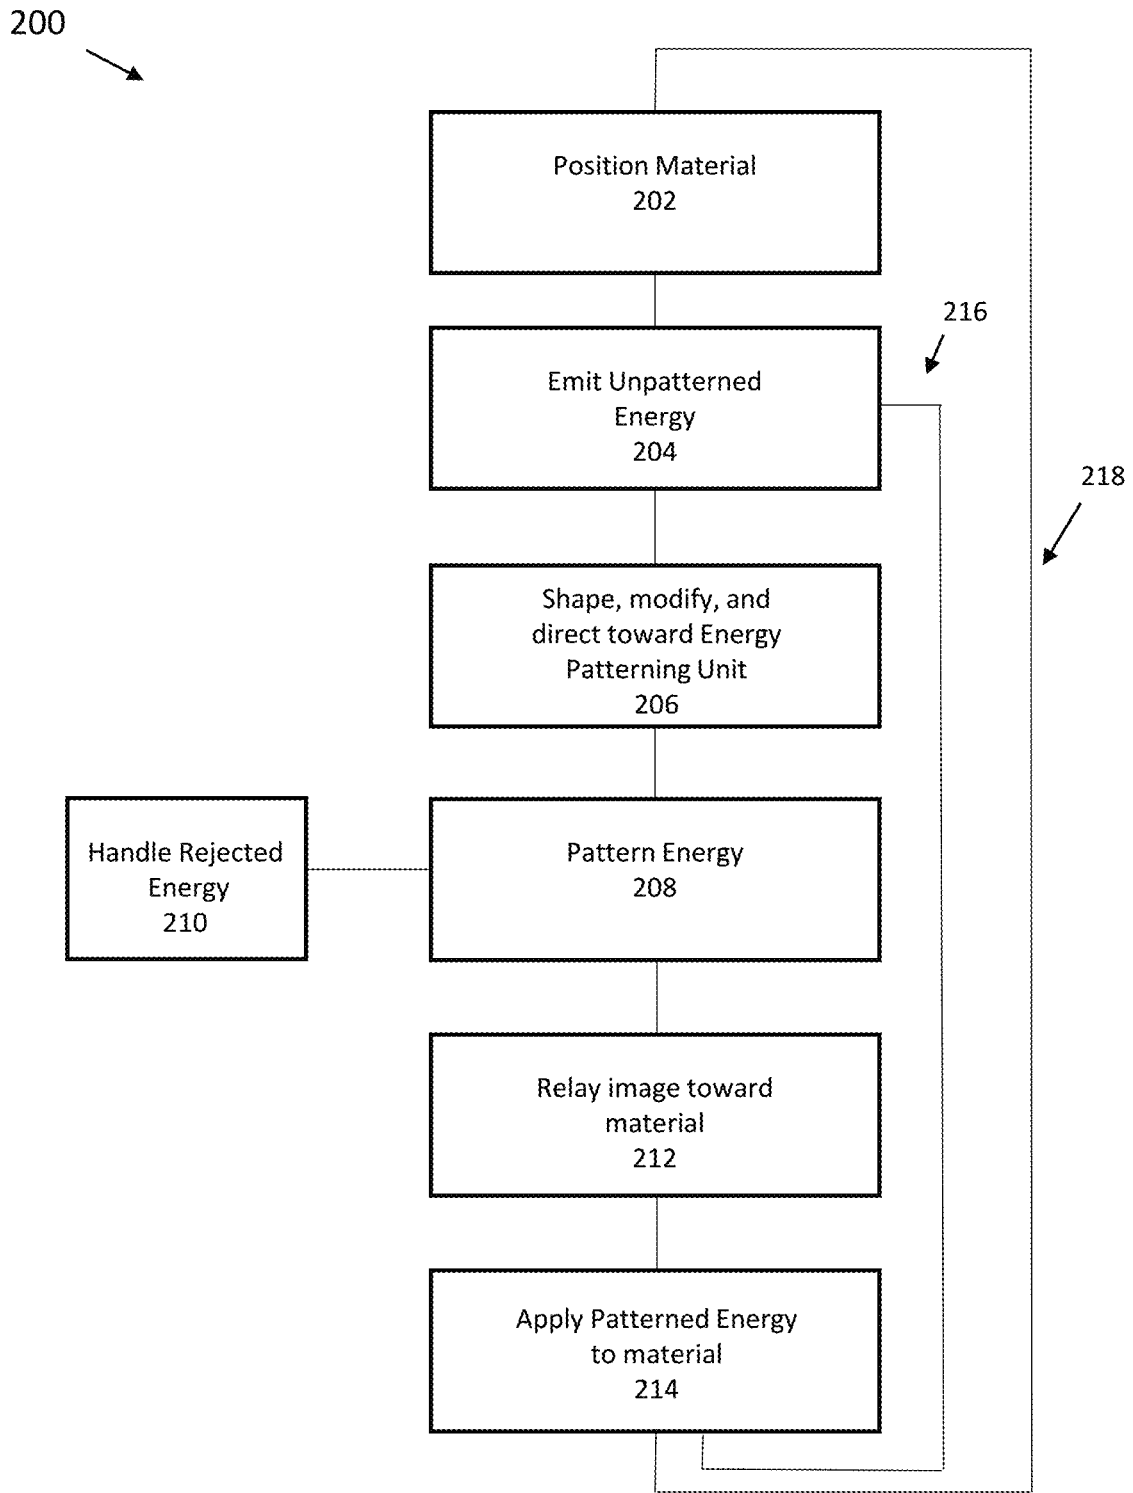 200
Position Material
202
216
Emit Unpatterned
Energy
204
218
Shape, modify, and
direct toward Energy
Patterning Unit
206
Handle Rejected
Energy
210
Pattern Energy
208
Relay image toward
material
212
Apply Patterned Energy
to material
214